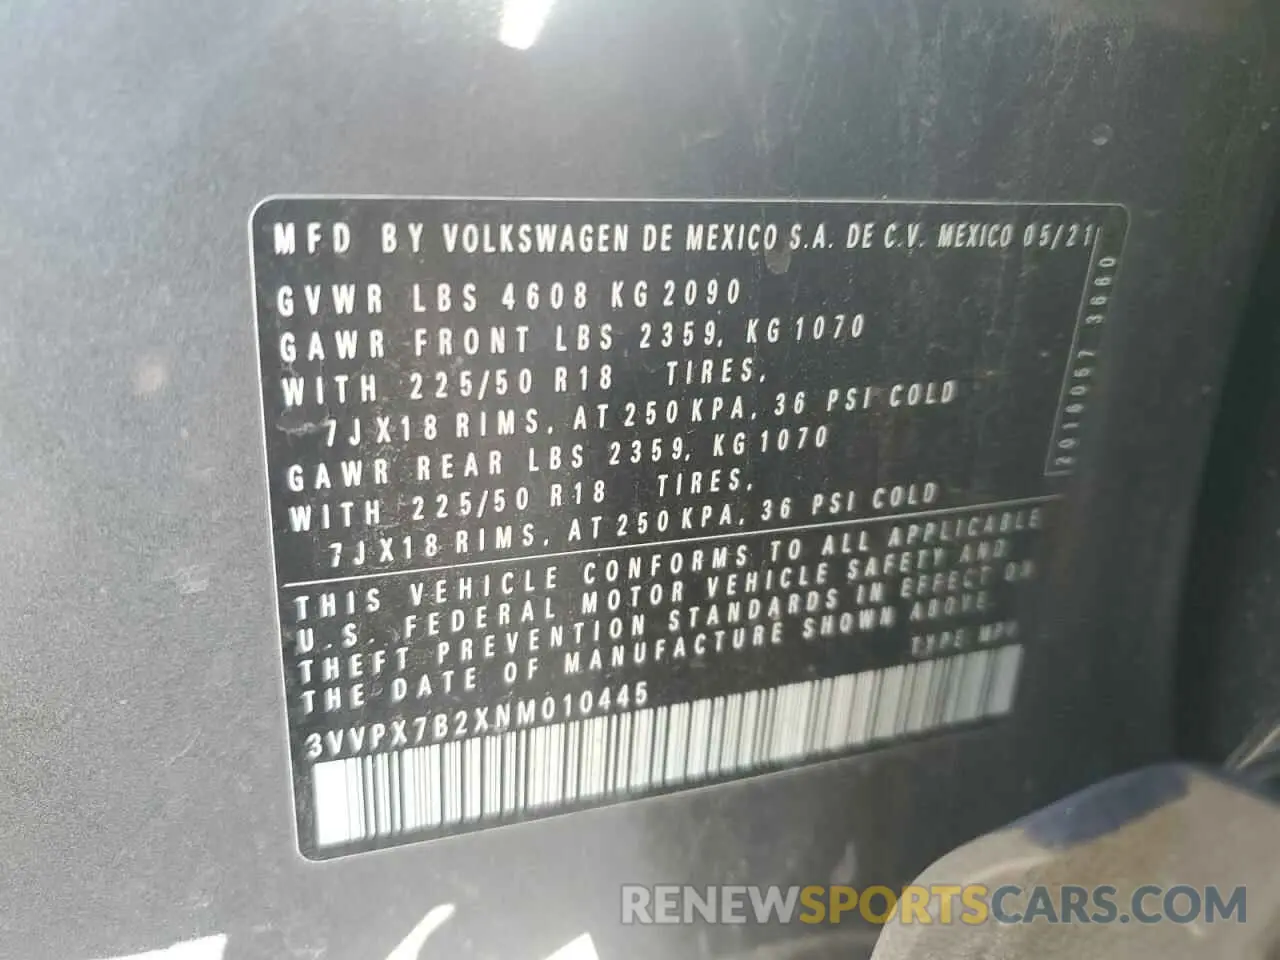 MFD BY VOLKSWAGEN DE MEXICO S.A. DE C.V. MEXICO 05/21
GVWR LBS 4608 KG 2090
GAWR FRONT LBS 2359, KG 1070
WITH 225/50 R18 TIRES,
7JX18 RIMS, AT 250 KPA, 36 PSI COLD
GAWR REAR LBS 2359, KG 1070
WITH 225/50 R18 TIRES,
7JX18 RIMS, AT 250 KPA, 36 PSI COLD
THIS VEHICLE CONFORMS TO ALL APPLICABLE
U.S. FEDERAL MOTOR VEHICLE SAFETY AND
THEFT PREVENTION STANDARDS IN EFFECT ON
THE DATE OF MANUFACTURE SHOWN ABOVE.
TYPE MPV
3VVPX7B2XNM010445
RENEWSPORTSCARS.COM